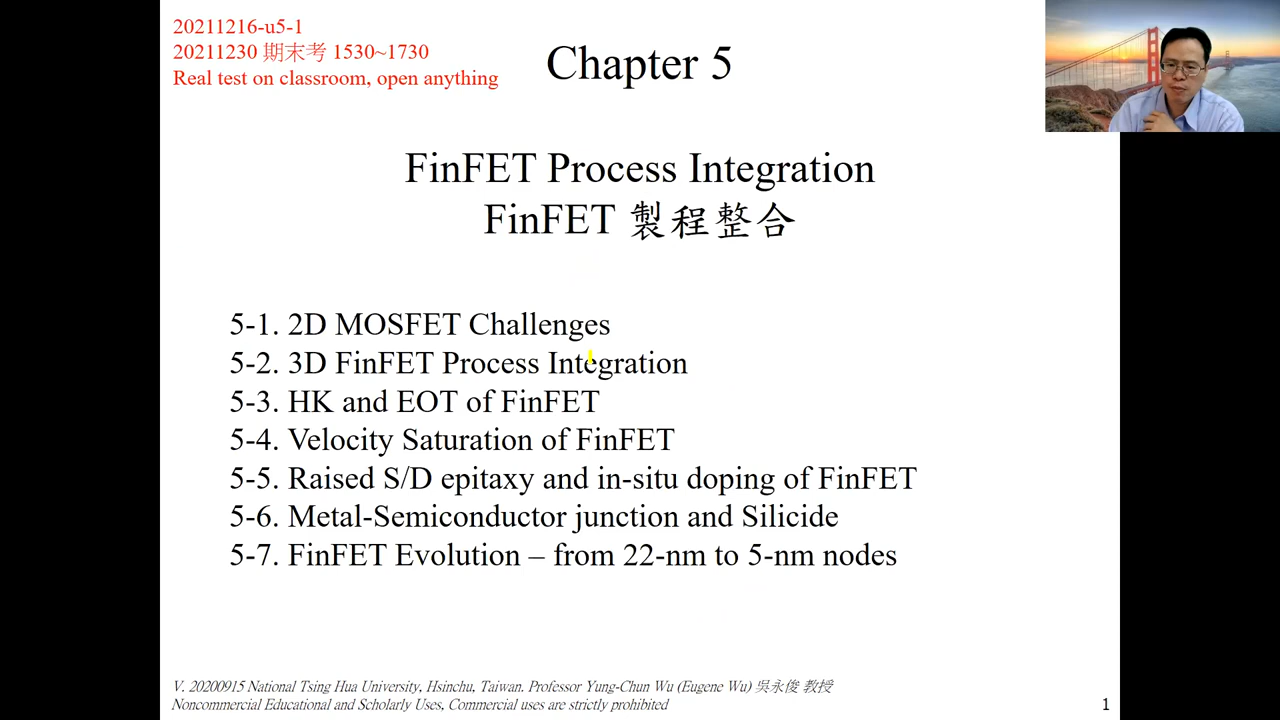 20211216-u5-1
20211230 期末考 1530~1730
Real test on classroom, open anything
Chapter 5
FinFET Process Integration
FinFET 製程整合
5-1. 2D MOSFET Challenges
5-2. 3D FinFET Process Integration
5-3. HK and EOT of FinFET
5-4. Velocity Saturation of FinFET
5-5. Raised S/D epitaxy and in-situ doping of FinFET
5-6. Metal-Semiconductor junction and Silicide
5-7. FinFET Evolution – from 22-nm to 5-nm nodes
V. 20200915 National Tsing Hua University, Hsinchu, Taiwan. Professor Yung-Chun Wu (Eugene Wu) 吳永俊 教授
Noncommercial Educational and Scholarly Uses, Commercial uses are strictly prohibited
1